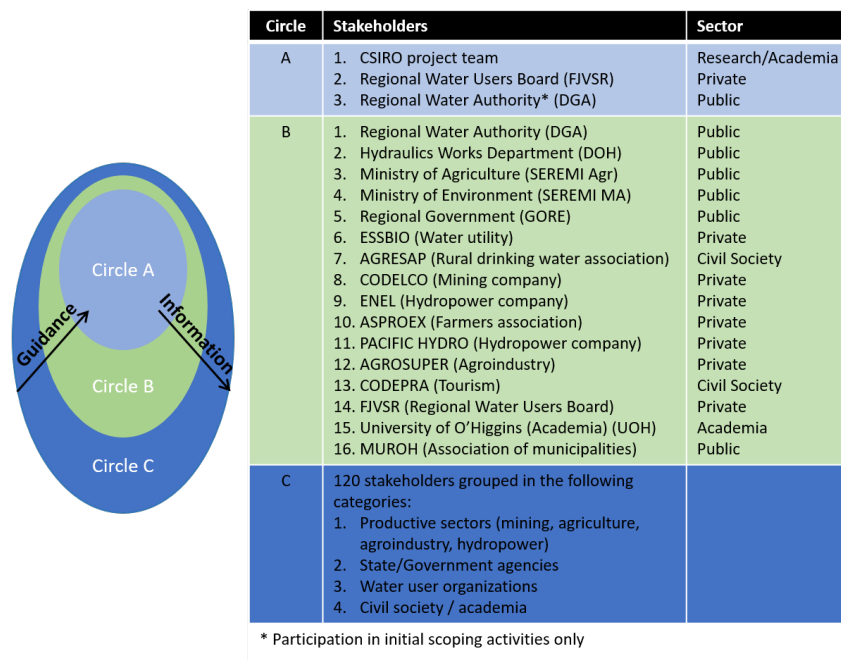 Circle A
Guidance
Information
Circle B
Circle C
Circle Stakeholders Sector
A 1. CSIRO project team Research/Academia
2. Regional Water Users Board (FJVSR) Private
3. Regional Water Authority* (DGA) Public
B 1. Regional Water Authority (DGA) Public
2. Hydraulics Works Department (DOH) Public
3. Ministry of Agriculture (SEREMI Agr) Public
4. Ministry of Environment (SEREMI MA) Public
5. Regional Government (GORE) Public
6. ESSBIO (Water utility) Private
7. AGRESAP (Rural drinking water association) Civil Society
8. CODELCO (Mining company) Private
9. ENEL (Hydropower company) Private
10. ASPROEX (Farmers association) Private
11. PACIFIC HYDRO (Hydropower company) Private
12. AGROSUPER (Agroindustry) Private
13. CODEPRA (Tourism) Civil Society
14. FJVSR (Regional Water Users Board) Private
15. University of O’Higgins (Academia) (UOH) Academia
16. MUROH (Association of municipalities) Public
C 120 stakeholders grouped in the following
categories:
1. Productive sectors (mining, agriculture,
agroindustry, hydropower)
2. State/Government agencies
3. Water user organizations
4. Civil society / academia
* Participation in initial scoping activities only